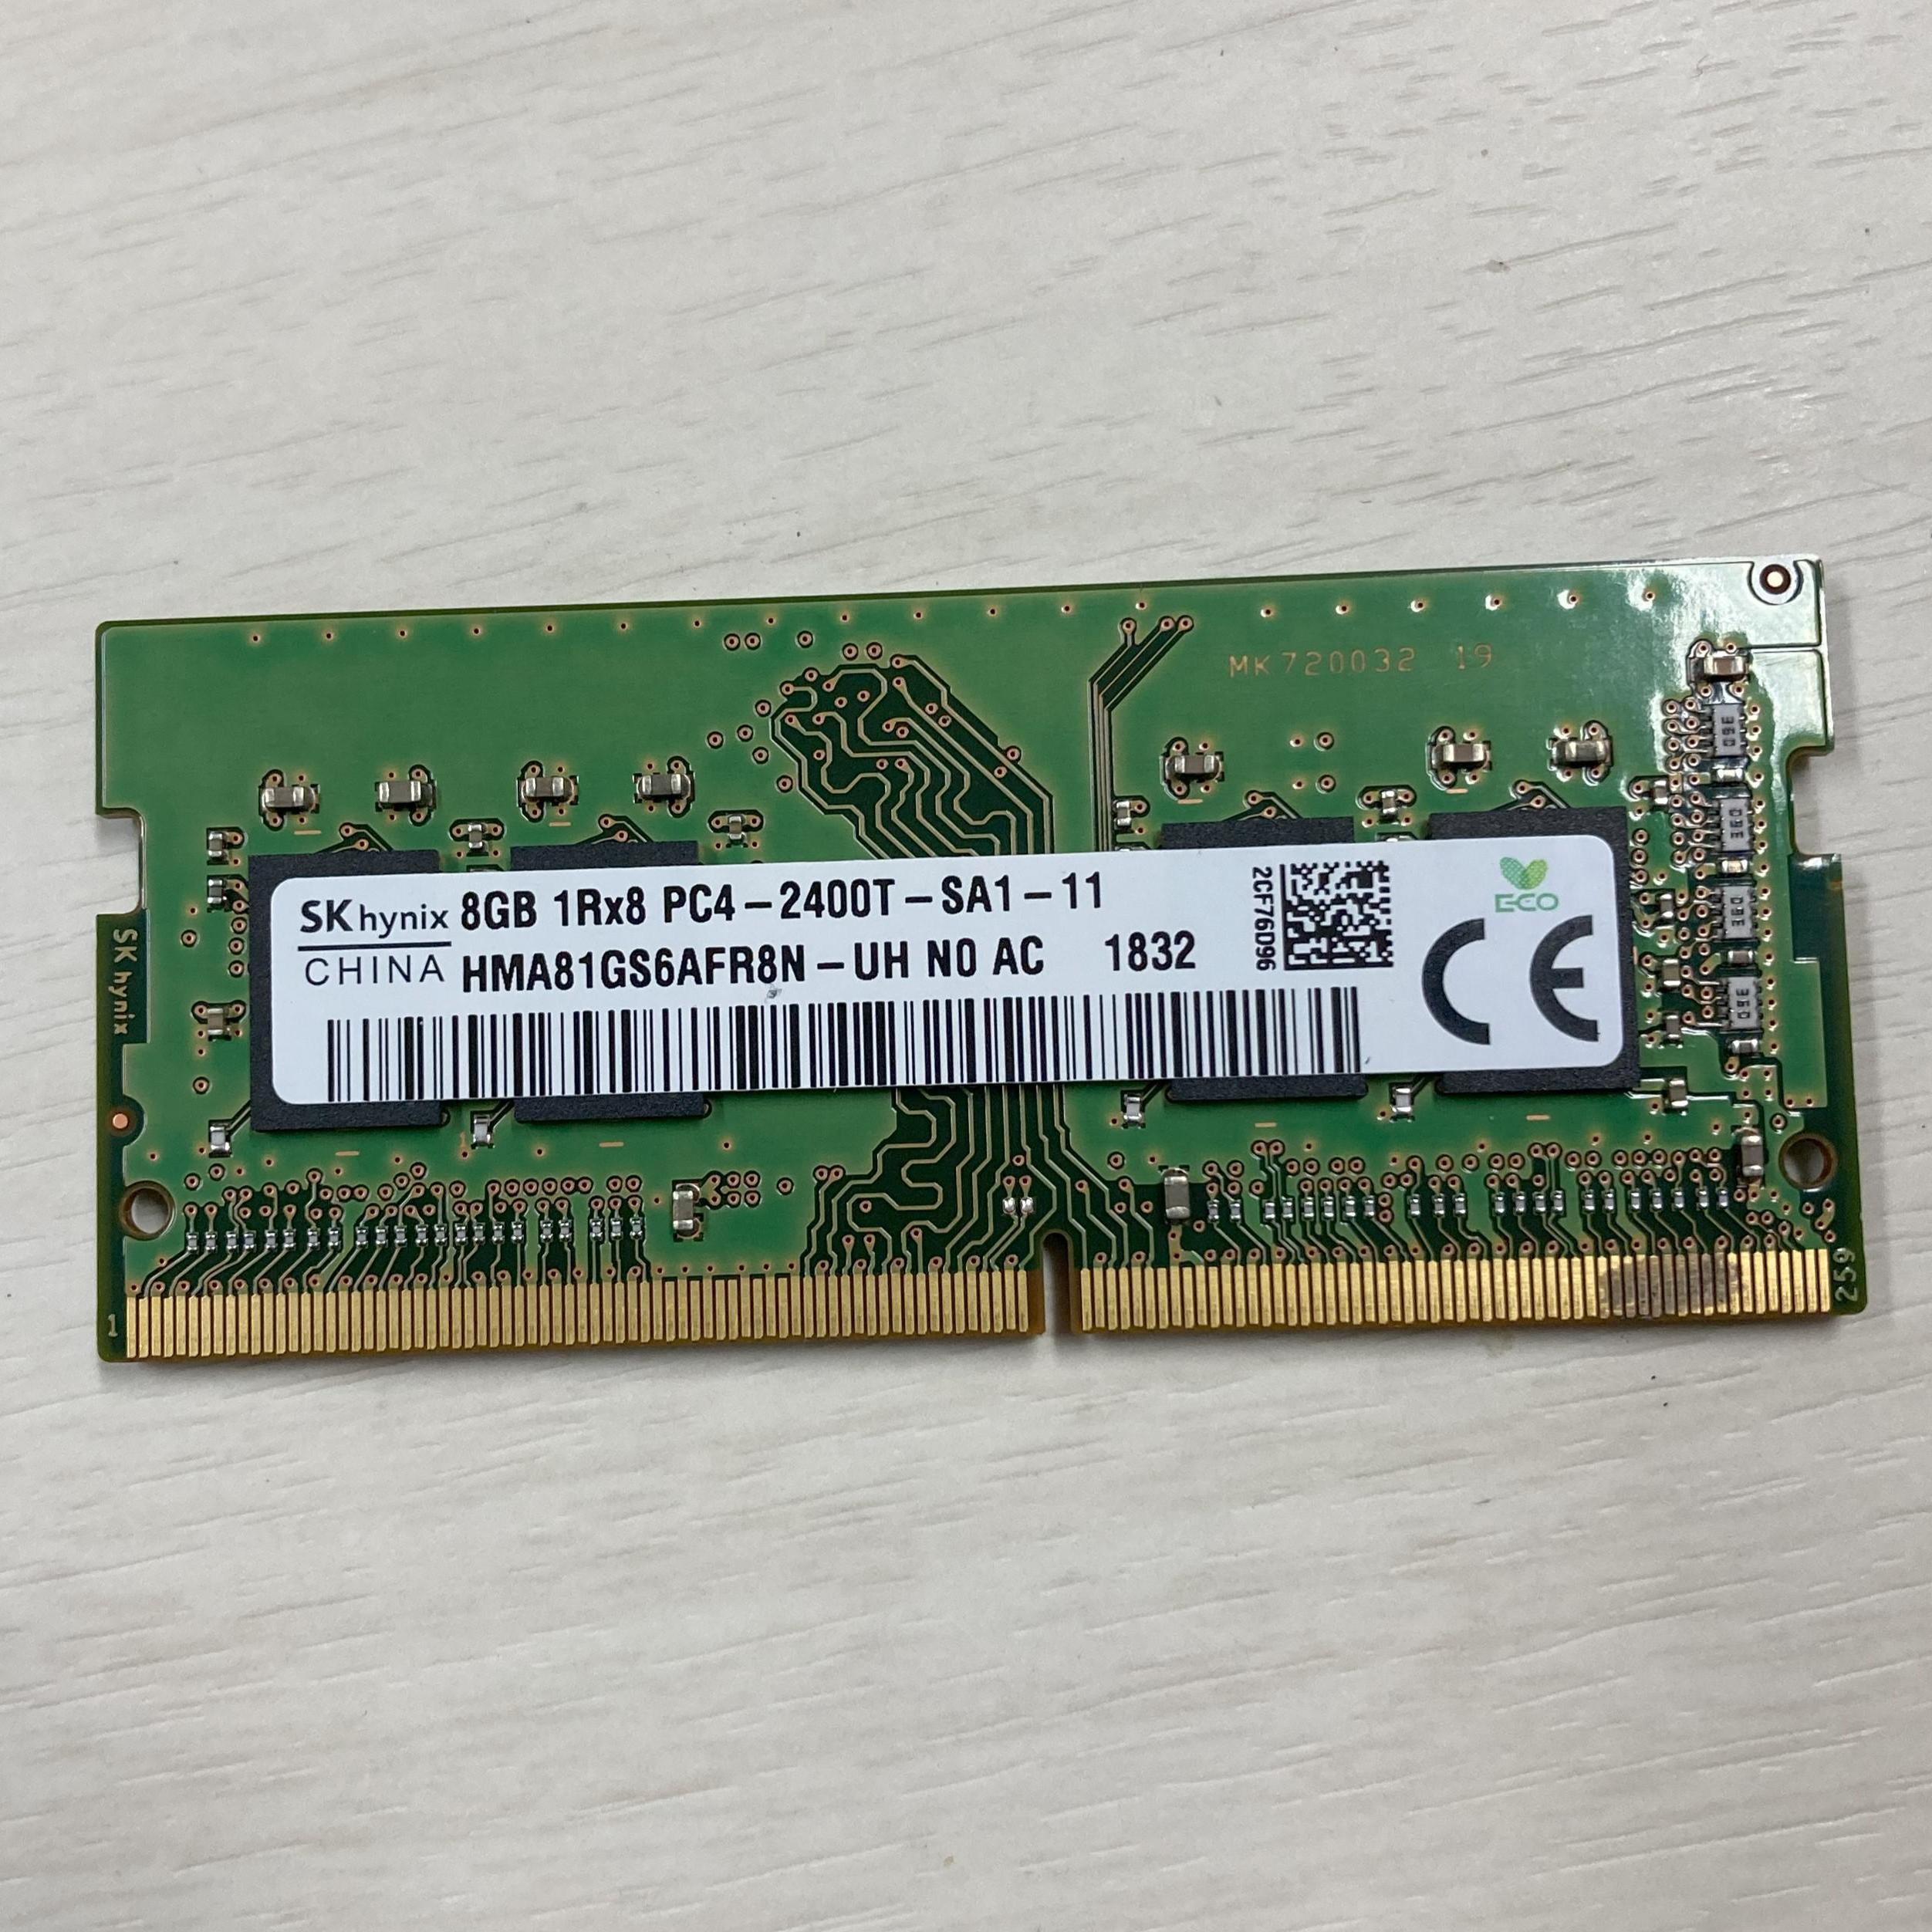 MK720032 19
SK hynix 8GB 1Rx8 PC4-2400T-SA1-11
CHINA HMA81GS6AFR8N-UH N0 AC 1832
2CF76D96
ECO
CE
SK hynix
1
259